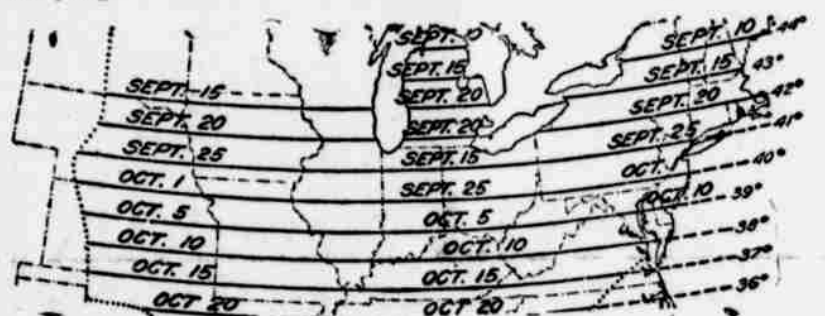 SEPT. 10 44°
SEPT. 15 SEPT. 15 SEPT. 15 43°
SEPT. 20 SEPT. 20 SEPT. 20 42°
SEPT. 25 SEPT. 20 SEPT. 25 41°
OCT. 1 SEPT. 15 OCT. 1 40°
OCT. 5 SEPT. 25 OCT. 10 39°
OCT. 10 OCT. 5 38°
OCT. 15 OCT. 10 37°
OCT 20 OCT. 15 36°
OCT 20